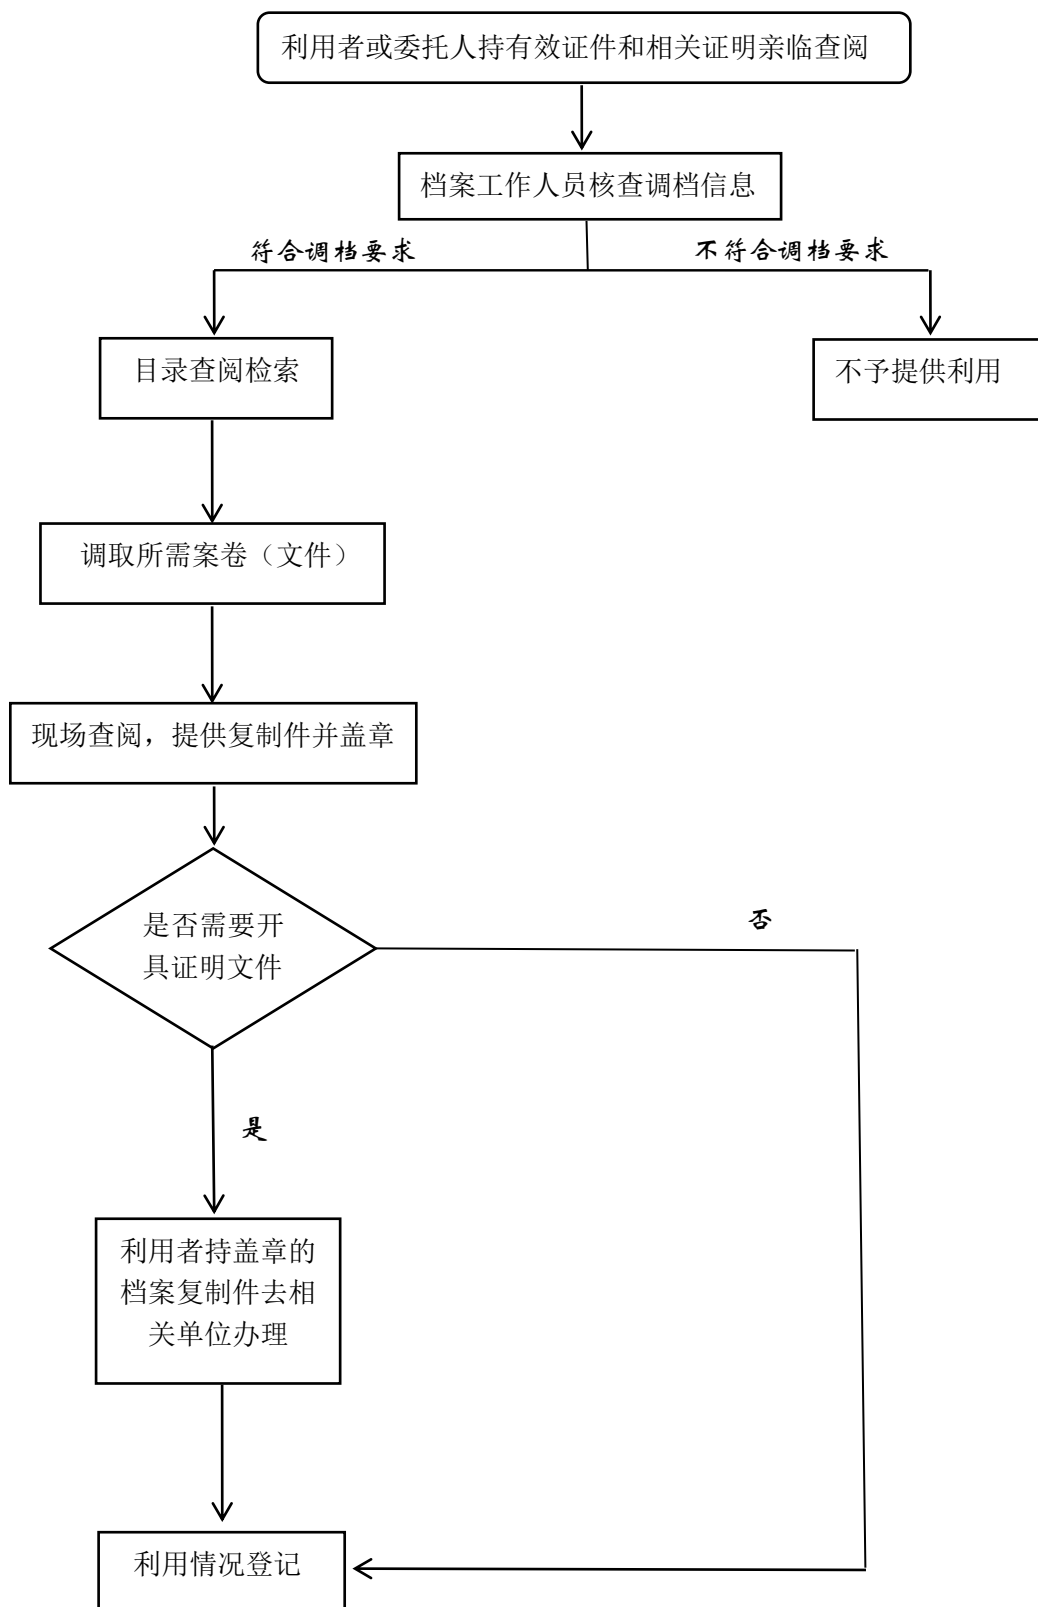 利用者或委托人持有效证件和相关证明亲临查阅
档案工作人员核查调档信息
符合调档要求
不符合调档要求
目录查阅检索
不予提供利用
调取所需案卷（文件）
现场查阅，提供复制件并盖章
是否需要开
具证明文件
否
是
利用者持盖章的
档案复制件去相
关单位办理
利用情况登记